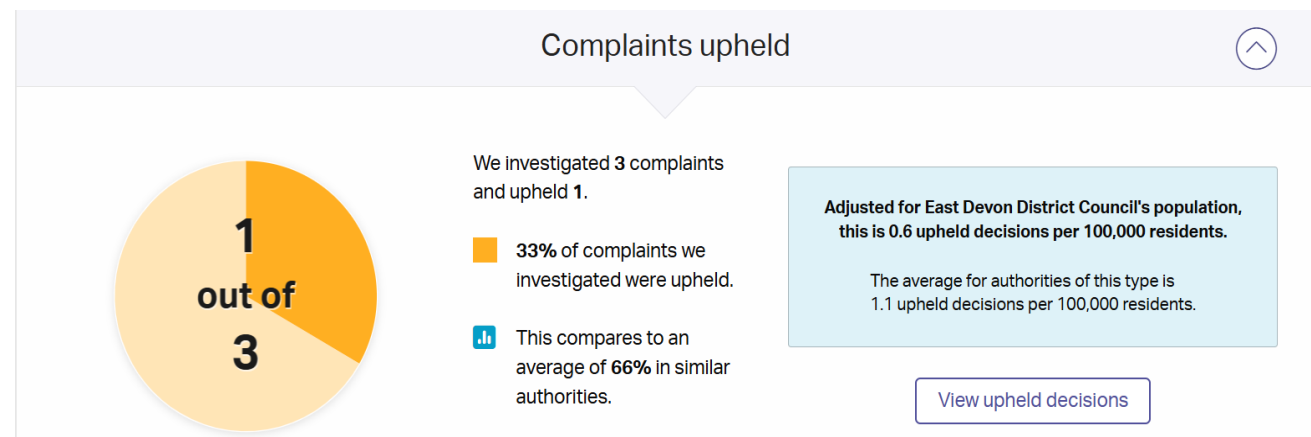 Complaints upheld
1
out of
3
We investigated 3 complaints
and upheld 1.
33% of complaints we
investigated were upheld.
This compares to an
average of 66% in similar
authorities.
Adjusted for East Devon District Council's population,
this is 0.6 upheld decisions per 100,000 residents.
The average for authorities of this type is
1.1 upheld decisions per 100,000 residents.
View upheld decisions